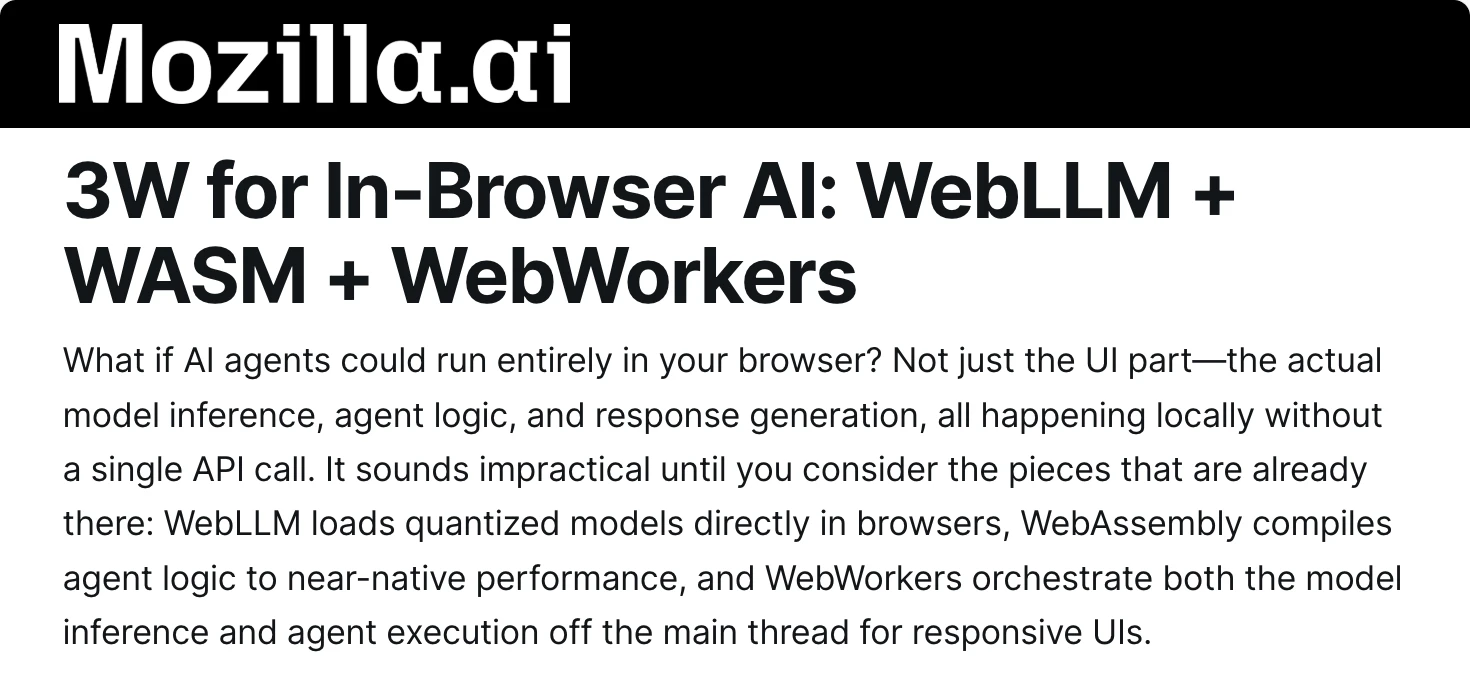 Mozilla.ai
3W for In-Browser AI: WebLLM +
WASM + WebWorkers
What if AI agents could run entirely in your browser? Not just the UI part—the actual
model inference, agent logic, and response generation, all happening locally without
a single API call. It sounds impractical until you consider the pieces that are already
there: WebLLM loads quantized models directly in browsers, WebAssembly compiles
agent logic to near-native performance, and WebWorkers orchestrate both the model
inference and agent execution off the main thread for responsive UIs.